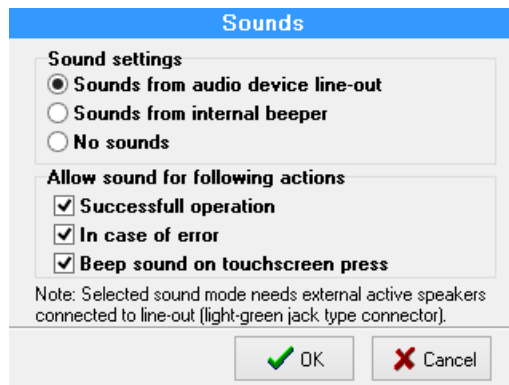 Sounds
Sound settings
Sounds from audio device line-out
Sounds from internal beeper
No sounds
Allow sound for following actions
Successfull operation
In case of error
Beep sound on touchscreen press
Note: Selected sound mode needs external active speakers
connected to line-out (light-green jack type connector).
OK
Cancel